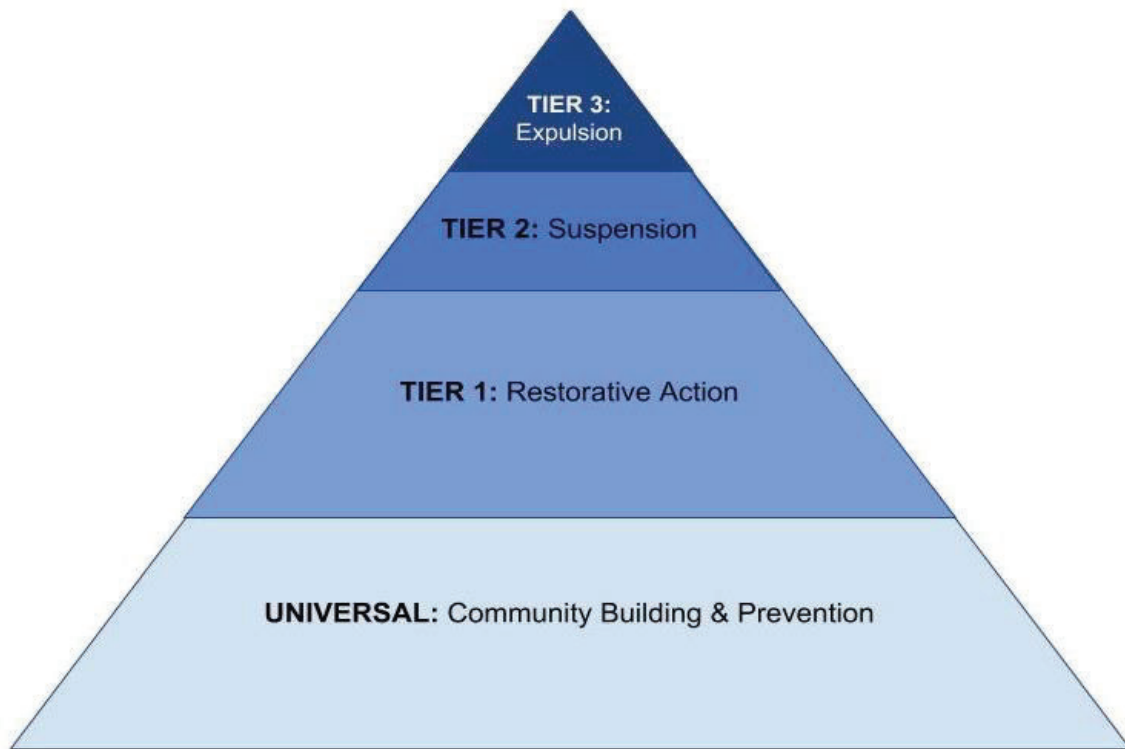 TIER 3:
Expulsion
TIER 2: Suspension
TIER 1: Restorative Action
UNIVERSAL: Community Building & Prevention